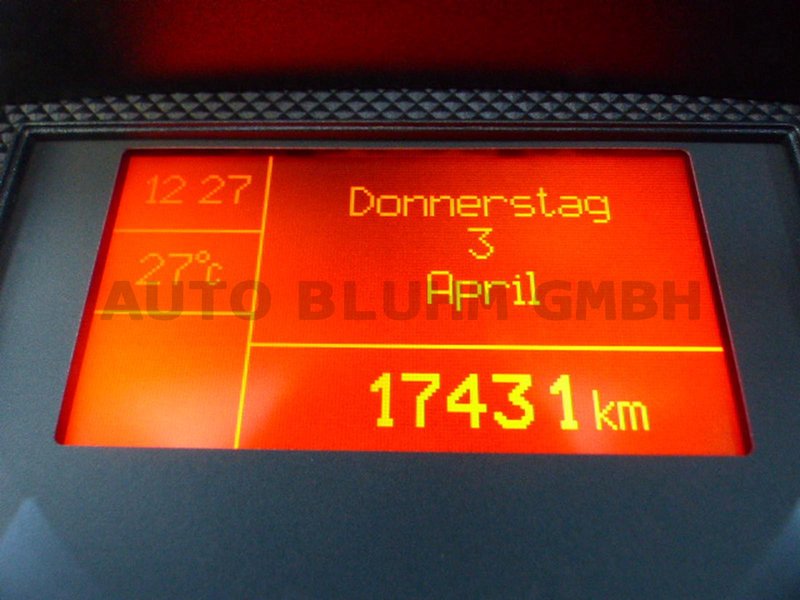 12 27
27°C
Donnerstag
3
April
AUTO BLUHM GMBH
17431 km